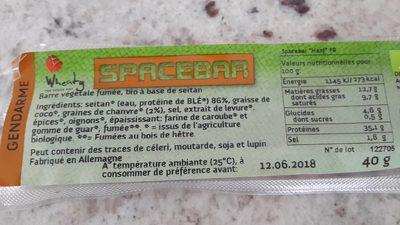 GENDARME
Wheaty
SPACEBAR
Barre végétale fumée, bio à base de seitan
Ingrédients: seitan* (eau, protéine de BLÉ*) 86%, graisse de
coco*, graines de chanvre* (2%), sel, extrait de levure*,
épices*, oignons*, épaississant: farine de caroube* et
gomme de guar*, fumée**. * = issus de l'agriculture
biologique. **= Fumées au bois de hêtre.
Peut contenir des traces de céleri, moutarde, soja et lupin
Fabriqué en Allemagne
À température ambiante (25°C), à
consommer de préférence avant:
12.06.2018
Spacebar "Hanf" FR
Valeurs nutritionnelles pour
100 g:
Energie 1145 kJ/273 kcal
Matières grasses 12,7 g
dont acides gras 9,7 g
saturés
Glucides 4,6 g
dont sucres 0,5 g
Protéines 35,1 g
Sel 1,8 g
N° de lot 122706
40 g